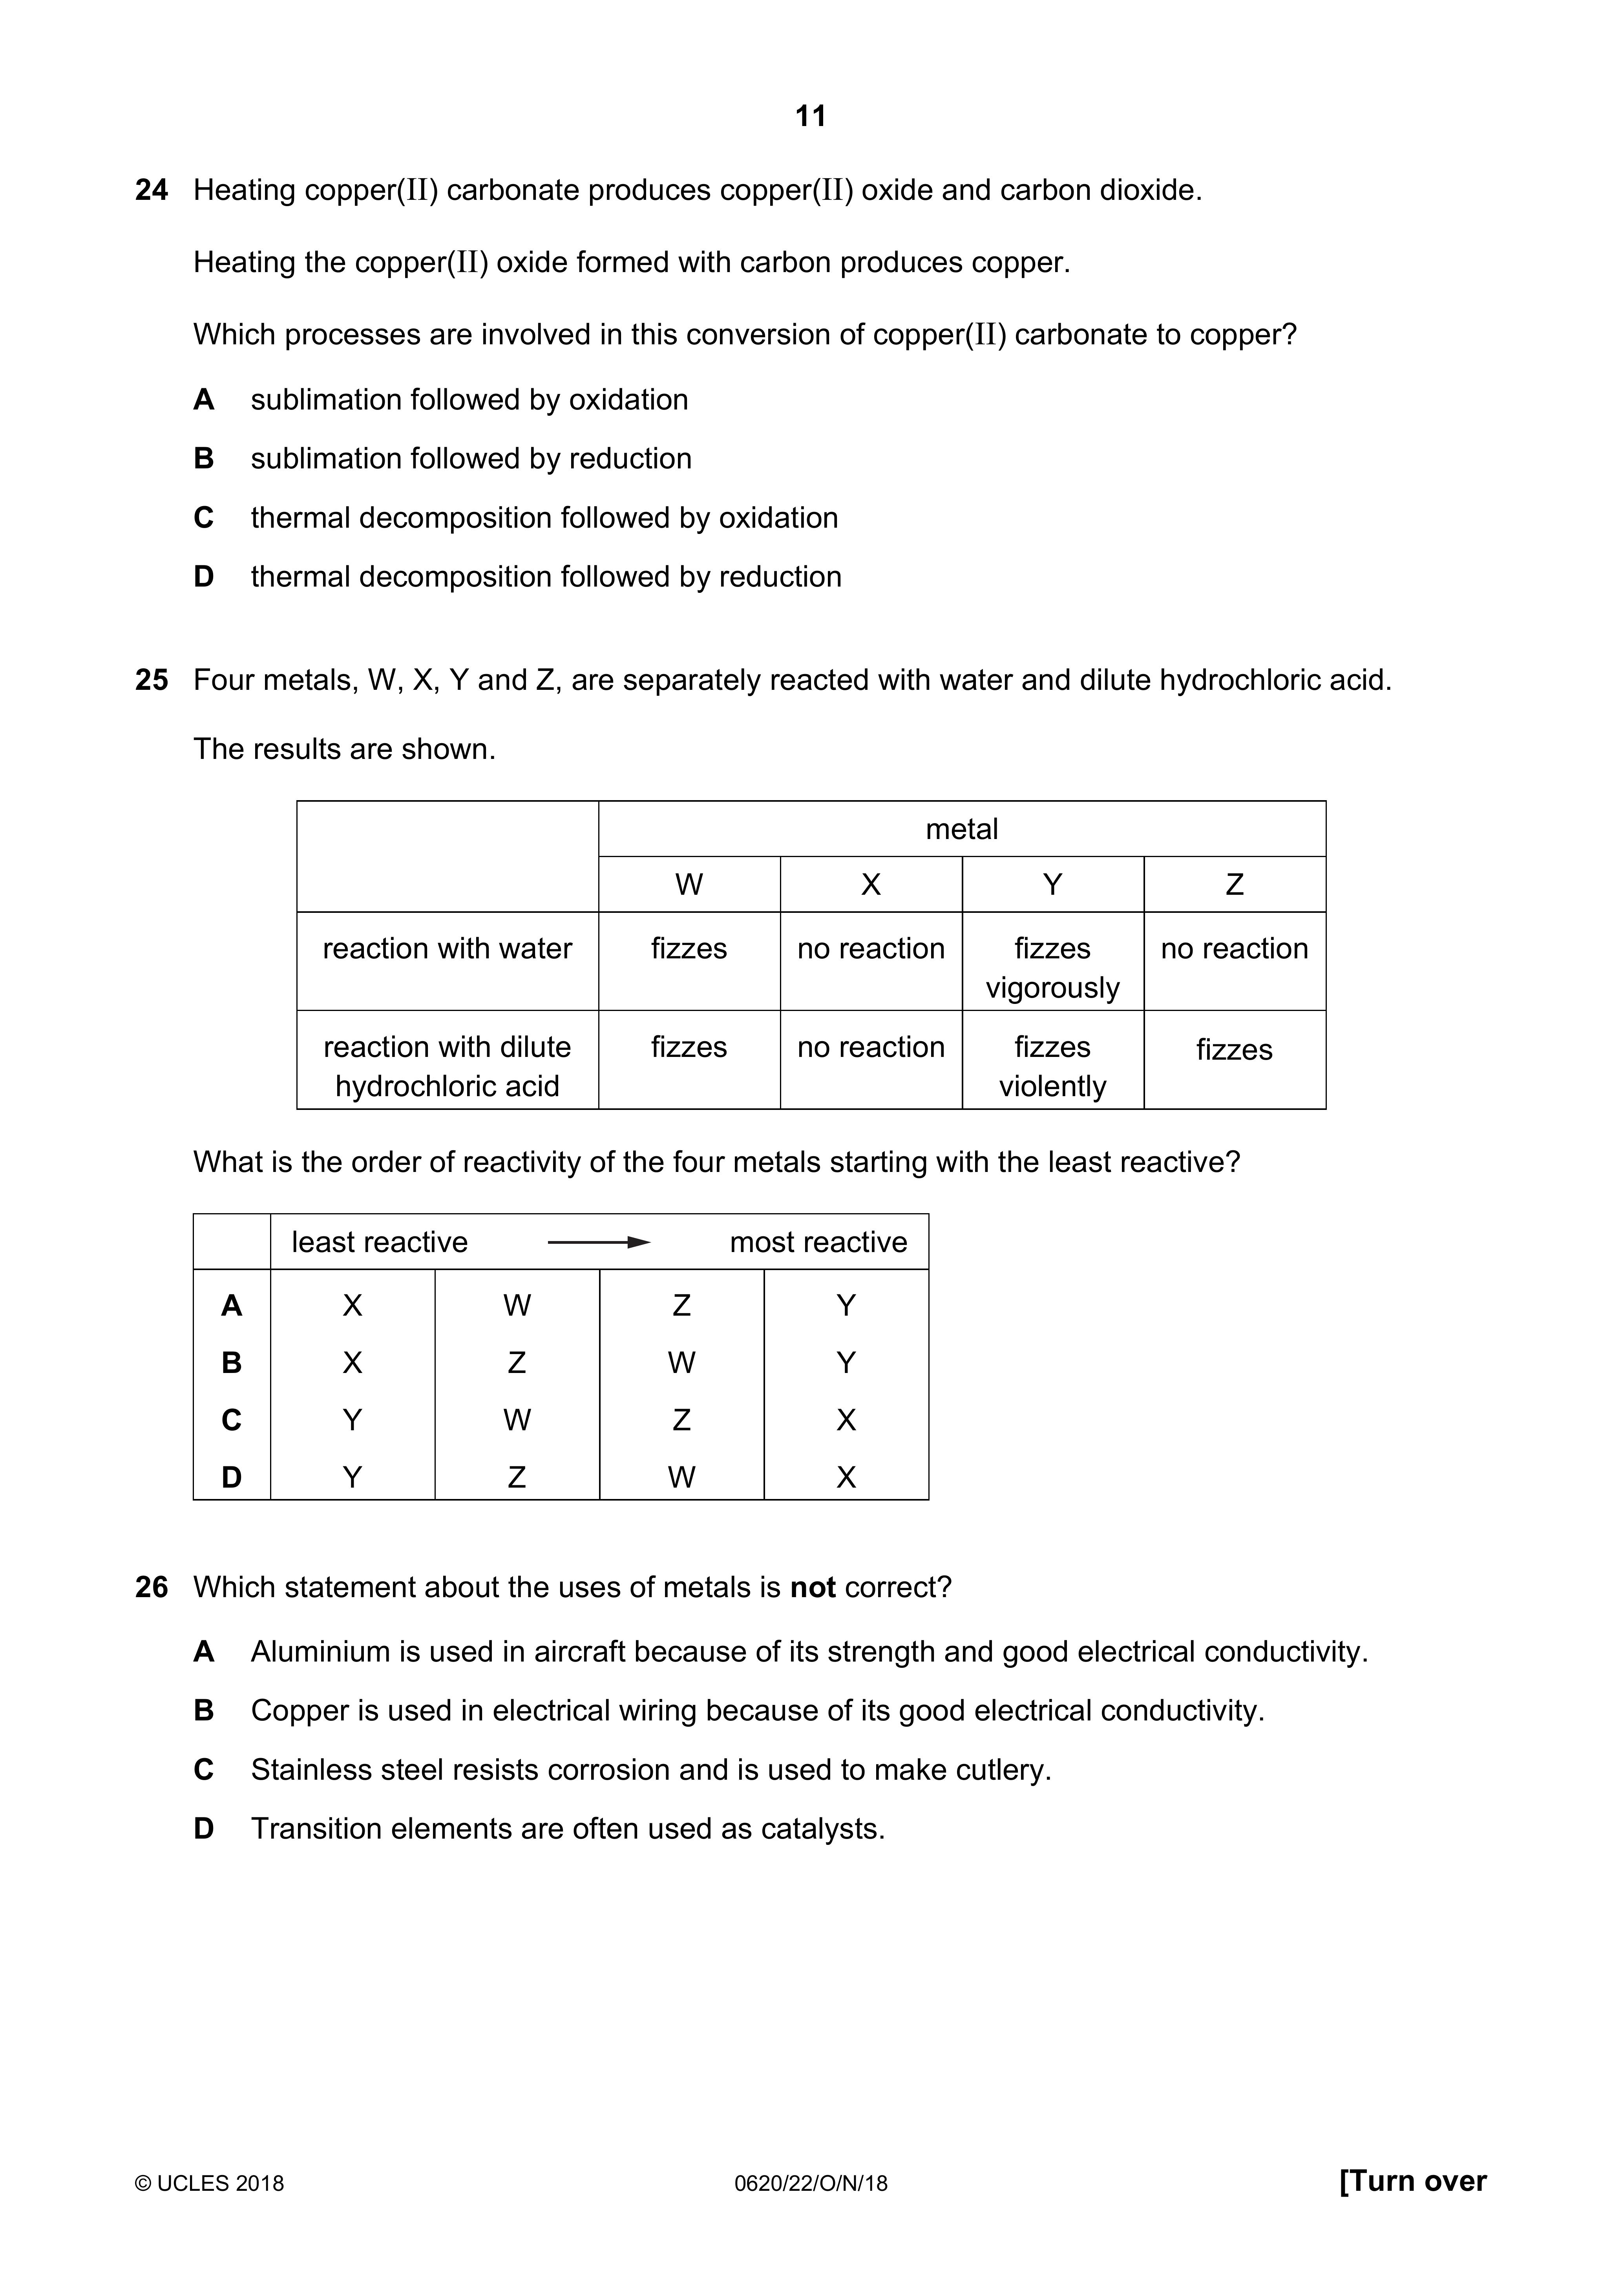 11
24 Heating copper(II) carbonate produces copper(II) oxide and carbon dioxide.
Heating the copper(II) oxide formed with carbon produces copper.
Which processes are involved in this conversion of copper(II) carbonate to copper?
A sublimation followed by oxidation
B sublimation followed by reduction
C thermal decomposition followed by oxidation
D thermal decomposition followed by reduction
25 Four metals, W, X, Y and Z, are separately reacted with water and dilute hydrochloric acid.
The results are shown.
metal
W X Y Z
reaction with water fizzes no reaction fizzes no reaction
vigorously
reaction with dilute fizzes no reaction fizzes fizzes
hydrochloric acid violently
What is the order of reactivity of the four metals starting with the least reactive?
least reactive most reactive
A X W Z Y
B X Z W Y
C Y W Z X
D Y Z W X
26 Which statement about the uses of metals is not correct?
A Aluminium is used in aircraft because of its strength and good electrical conductivity.
B Copper is used in electrical wiring because of its good electrical conductivity.
C Stainless steel resists corrosion and is used to make cutlery.
D Transition elements are often used as catalysts.
© UCLES 2018 0620/22/O/N/18 [Turn over